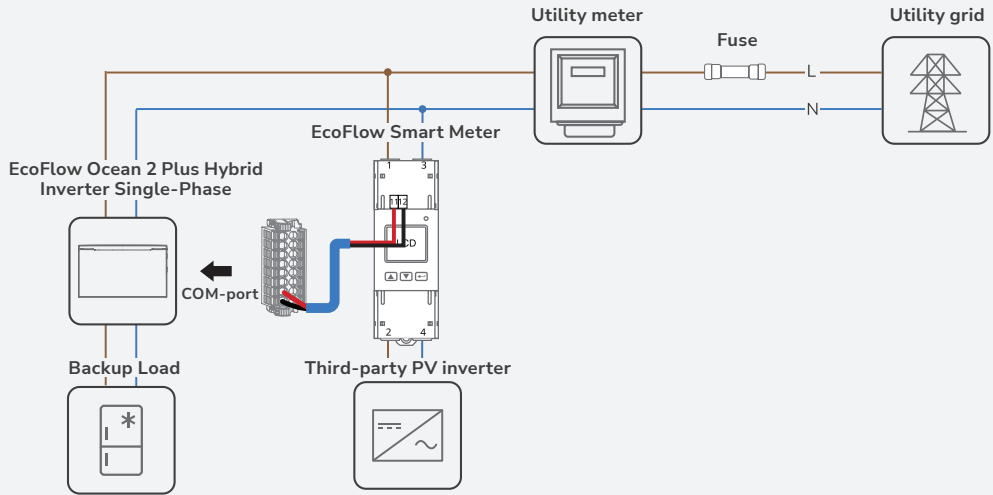 Utility meter
Utility grid
Fuse
L
N
EcoFlow Smart Meter
1
3
EcoFlow Ocean 2 Plus Hybrid
Inverter Single-Phase
11
12
LCD
COM-port
2
4
Backup Load
Third-party PV inverter